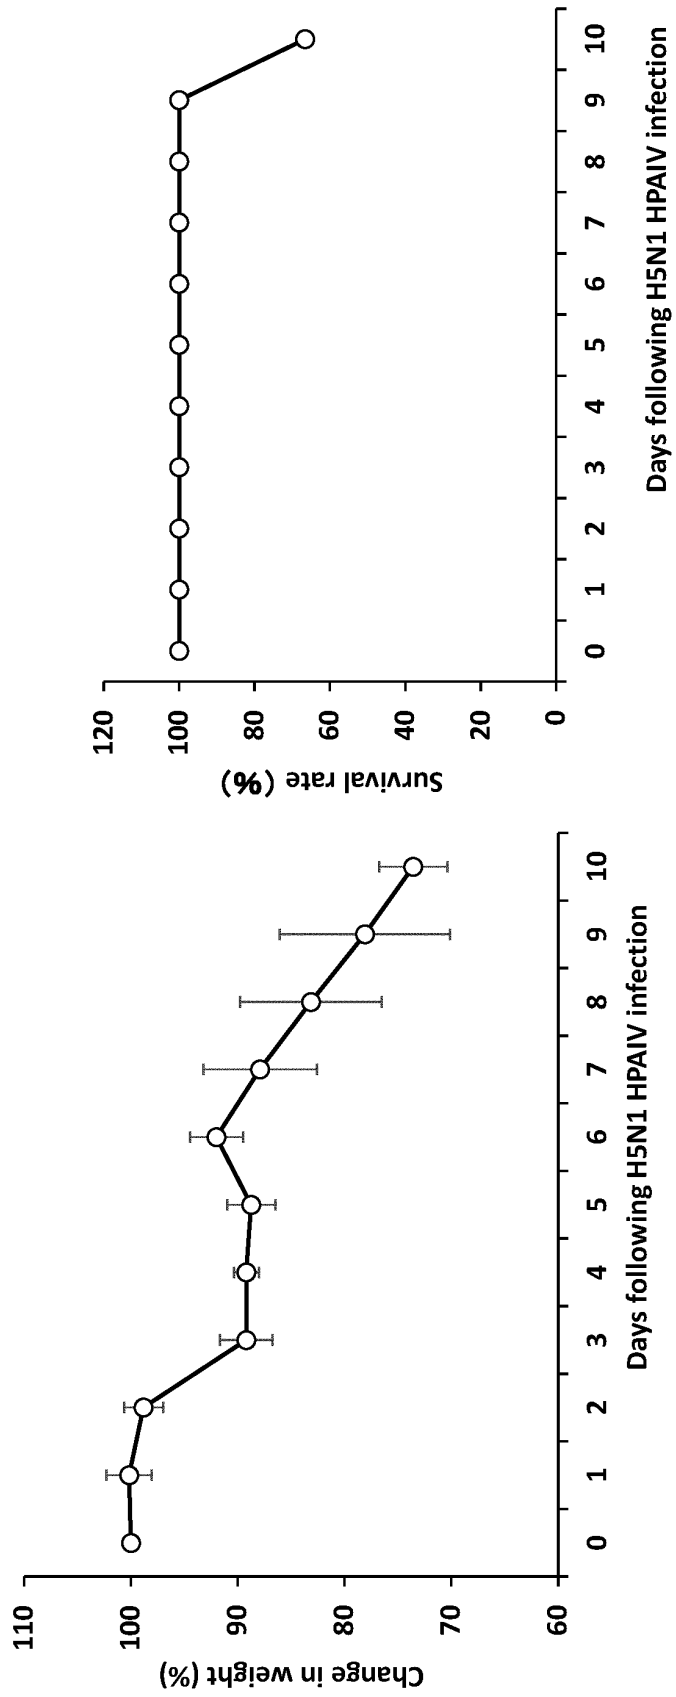 Change in weight (%)
110
100
90
80
70
60
0 1 2 3 4 5 6 7 8 9 10
Days following H5N1 HPAIV infection
Survival rate (%)
120
100
80
60
40
20
0
0 1 2 3 4 5 6 7 8 9 10
Days following H5N1 HPAIV infection